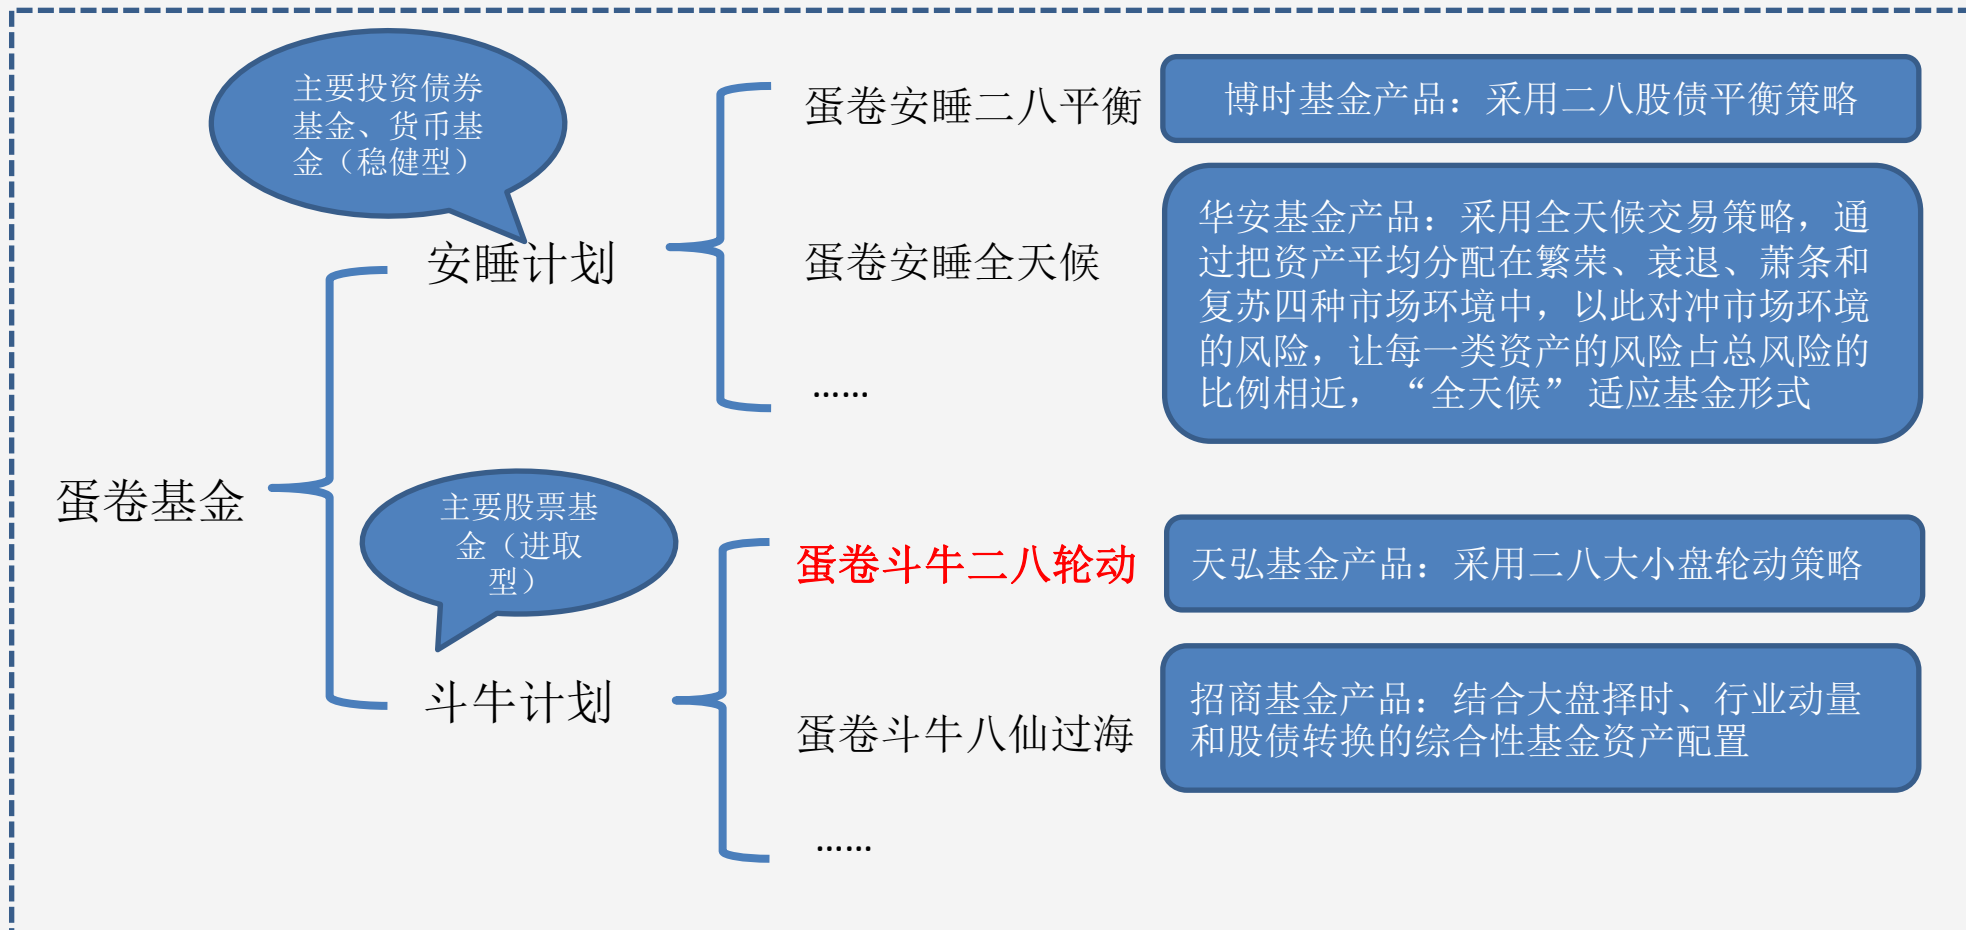 主要投资债券
基金、货币基
金（稳健型）
蛋卷安睡二八平衡
博时基金产品：采用二八股债平衡策略
安睡计划
蛋卷安睡全天候
华安基金产品：采用全天候交易策略，通
过把资产平均分配在繁荣、衰退、萧条和
复苏四种市场环境中，以此对冲市场环境
的风险，让每一类资产的风险占总风险的
比例相近，“全天候”适应基金形式
……
蛋卷基金
主要股票基
金（进取
型）
蛋卷斗牛二八轮动
天弘基金产品：采用二八大小盘轮动策略
斗牛计划
蛋卷斗牛八仙过海
招商基金产品：结合大盘择时、行业动量
和股债转换的综合性基金资产配置
……